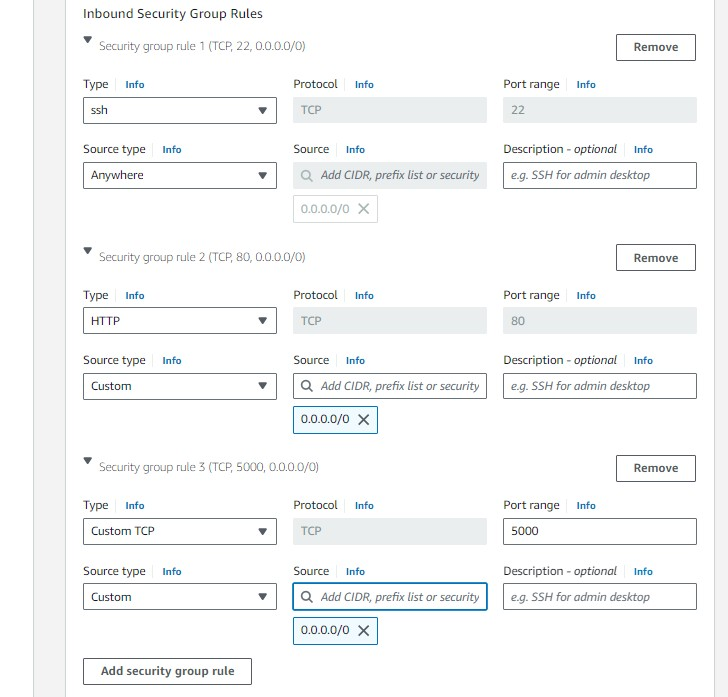 Inbound Security Group Rules
Security group rule 1 (TCP, 22, 0.0.0.0/0)
Remove
Type Info Protocol Info Port range Info
ssh TCP 22
Source type Info Source Info Description - optional Info
Anywhere Add CIDR, prefix list or security e.g. SSH for admin desktop
0.0.0.0/0
Security group rule 2 (TCP, 80, 0.0.0.0/0)
Remove
Type Info Protocol Info Port range Info
HTTP TCP 80
Source type Info Source Info Description - optional Info
Custom Add CIDR, prefix list or security e.g. SSH for admin desktop
0.0.0.0/0
Security group rule 3 (TCP, 5000, 0.0.0.0/0)
Remove
Type Info Protocol Info Port range Info
Custom TCP TCP 5000
Source type Info Source Info Description - optional Info
Custom Add CIDR, prefix list or security e.g. SSH for admin desktop
0.0.0.0/0
Add security group rule